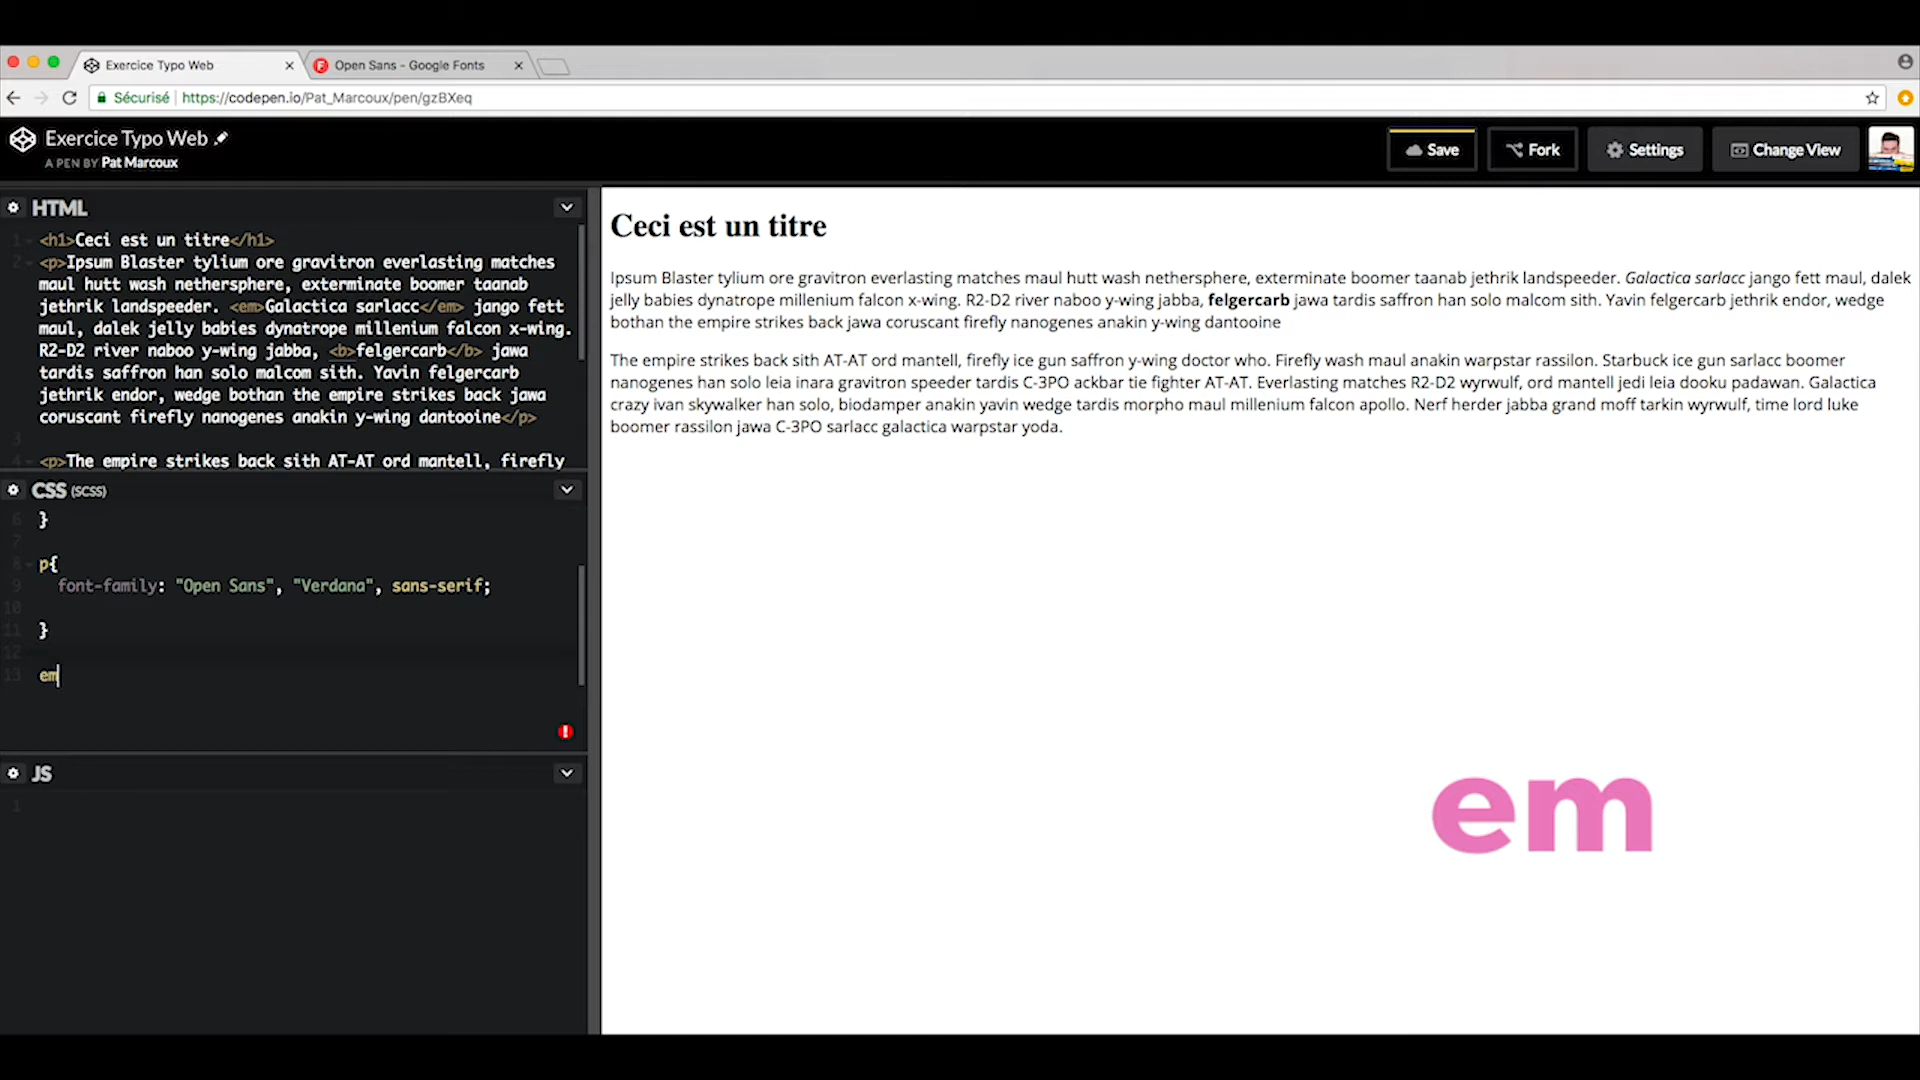 Exercice Typo Web
Open Sans - Google Fonts
Sécurisé https://codepen.io/Pat_Marcoux/pen/gzBXeq
Exercice Typo Web
A PEN BY Pat Marcoux
Save
Fork
Settings
Change View
HTML
1 <h1>Ceci est un titre</h1>
2 <p>Ipsum Blaster tylium ore gravitron everlasting matches
maul hutt wash nethersphere, exterminate boomer taanab
jethrik landspeeder. <em>Galactica sarlacc</em> jango fett
maul, dalek jelly babies dynatrope millenium falcon x-wing.
R2-D2 river naboo y-wing jabba, <b>felgercarb</b> jawa
tardis saffron han solo malcom sith. Yavin felgercarb
jethrik endor, wedge bothan the empire strikes back jawa
coruscant firefly nanogenes anakin y-wing dantooine</p>
3
4 <p>The empire strikes back sith AT-AT ord mantell, firefly
CSS (SCSS)
6 }
7
8 p{
9 font-family: "Open Sans", "Verdana", sans-serif;
10
11 }
12
13 em
JS
1
Ceci est un titre
Ipsum Blaster tylium ore gravitron everlasting matches maul hutt wash nethersphere, exterminate boomer taanab jethrik landspeeder. Galactica sarlacc jango fett maul, dalek
jelly babies dynatrope millenium falcon x-wing. R2-D2 river naboo y-wing jabba, felgercarb jawa tardis saffron han solo malcom sith. Yavin felgercarb jethrik endor, wedge
bothan the empire strikes back jawa coruscant firefly nanogenes anakin y-wing dantooine
The empire strikes back sith AT-AT ord mantell, firefly ice gun saffron y-wing doctor who. Firefly wash maul anakin warpstar rassilon. Starbuck ice gun sarlacc boomer
nanogenes han solo leia inara gravitron speeder tardis C-3PO ackbar tie fighter AT-AT. Everlasting matches R2-D2 wyrwulf, ord mantell jedi leia dooku padawan. Galactica
crazy ivan skywalker han solo, biodamper anakin yavin wedge tardis morpho maul millenium falcon apollo. Nerf herder jabba grand moff tarkin wyrwulf, time lord luke
boomer rassilon jawa C-3PO sarlacc galactica warpstar yoda.
em